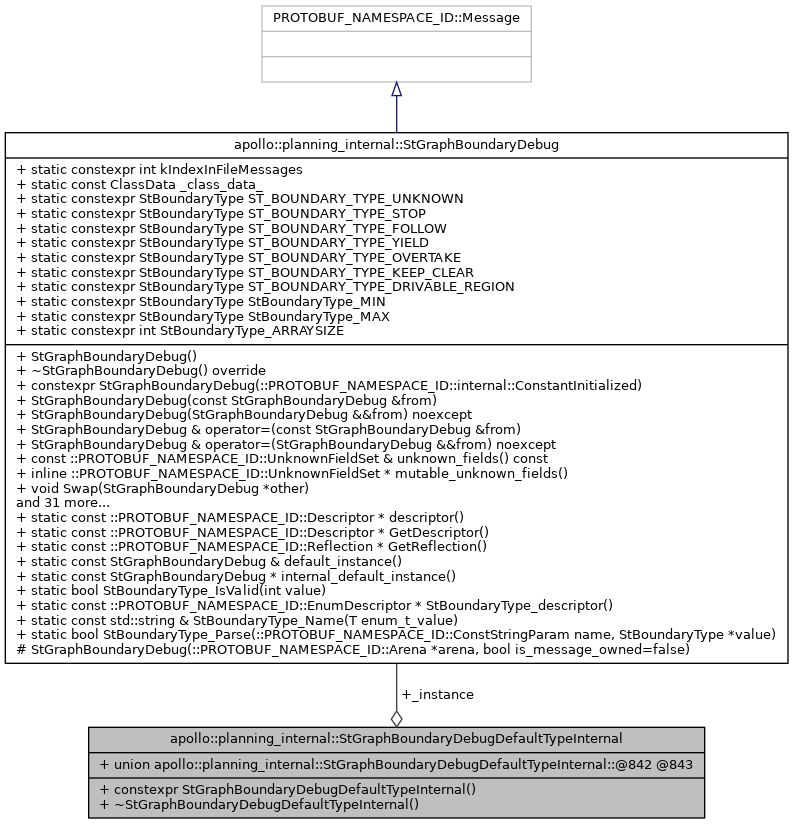 PROTOBUF_NAMESPACE_ID::Message
apollo::planning_internal::StGraphBoundaryDebug
+ static constexpr int kIndexInFileMessages
+ static const ClassData _class_data_
+ static constexpr StBoundaryType ST_BOUNDARY_TYPE_UNKNOWN
+ static constexpr StBoundaryType ST_BOUNDARY_TYPE_STOP
+ static constexpr StBoundaryType ST_BOUNDARY_TYPE_FOLLOW
+ static constexpr StBoundaryType ST_BOUNDARY_TYPE_YIELD
+ static constexpr StBoundaryType ST_BOUNDARY_TYPE_OVERTAKE
+ static constexpr StBoundaryType ST_BOUNDARY_TYPE_KEEP_CLEAR
+ static constexpr StBoundaryType ST_BOUNDARY_TYPE_DRIVABLE_REGION
+ static constexpr StBoundaryType StBoundaryType_MIN
+ static constexpr StBoundaryType StBoundaryType_MAX
+ static constexpr int StBoundaryType_ARRAYSIZE
+ StGraphBoundaryDebug()
+ ~StGraphBoundaryDebug() override
+ constexpr StGraphBoundaryDebug(::PROTOBUF_NAMESPACE_ID::internal::ConstantInitialized)
+ StGraphBoundaryDebug(const StGraphBoundaryDebug &from)
+ StGraphBoundaryDebug(StGraphBoundaryDebug &&from) noexcept
+ StGraphBoundaryDebug & operator=(const StGraphBoundaryDebug &from)
+ StGraphBoundaryDebug & operator=(StGraphBoundaryDebug &&from) noexcept
+ const ::PROTOBUF_NAMESPACE_ID::UnknownFieldSet & unknown_fields() const
+ inline ::PROTOBUF_NAMESPACE_ID::UnknownFieldSet * mutable_unknown_fields()
+ void Swap(StGraphBoundaryDebug *other)
and 31 more...
+ static const ::PROTOBUF_NAMESPACE_ID::Descriptor * descriptor()
+ static const ::PROTOBUF_NAMESPACE_ID::Descriptor * GetDescriptor()
+ static const ::PROTOBUF_NAMESPACE_ID::Reflection * GetReflection()
+ static const StGraphBoundaryDebug & default_instance()
+ static const StGraphBoundaryDebug * internal_default_instance()
+ static bool StBoundaryType_IsValid(int value)
+ static const ::PROTOBUF_NAMESPACE_ID::EnumDescriptor * StBoundaryType_descriptor()
+ static const std::string & StBoundaryType_Name(T enum_t_value)
+ static bool StBoundaryType_Parse(::PROTOBUF_NAMESPACE_ID::ConstStringParam name, StBoundaryType *value)
# StGraphBoundaryDebug(::PROTOBUF_NAMESPACE_ID::Arena *arena, bool is_message_owned=false)
+_instance
apollo::planning_internal::StGraphBoundaryDebugDefaultTypeInternal
+ union apollo::planning_internal::StGraphBoundaryDebugDefaultTypeInternal::@842 @843
+ constexpr StGraphBoundaryDebugDefaultTypeInternal()
+ ~StGraphBoundaryDebugDefaultTypeInternal()